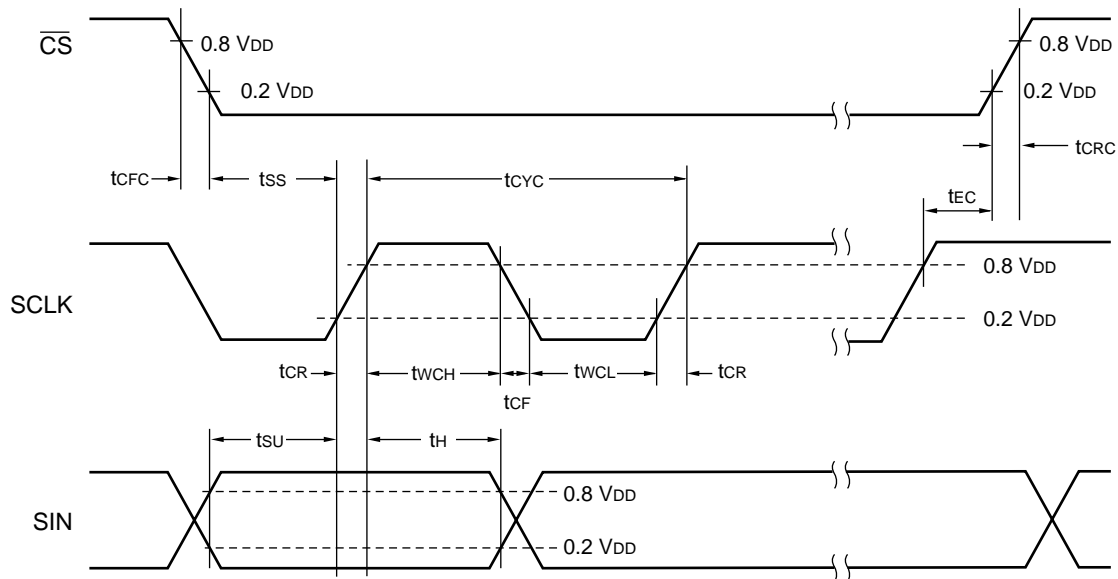 CS
0.8 VDD
0.8 VDD
0.2 VDD
0.2 VDD
tCRC
tCFC
tSS
tCYC
tEC
SCLK
0.8 VDD
0.2 VDD
tCR
tWCH
tWCL
tCR
tCF
tSU
tH
0.8 VDD
SIN
0.2 VDD